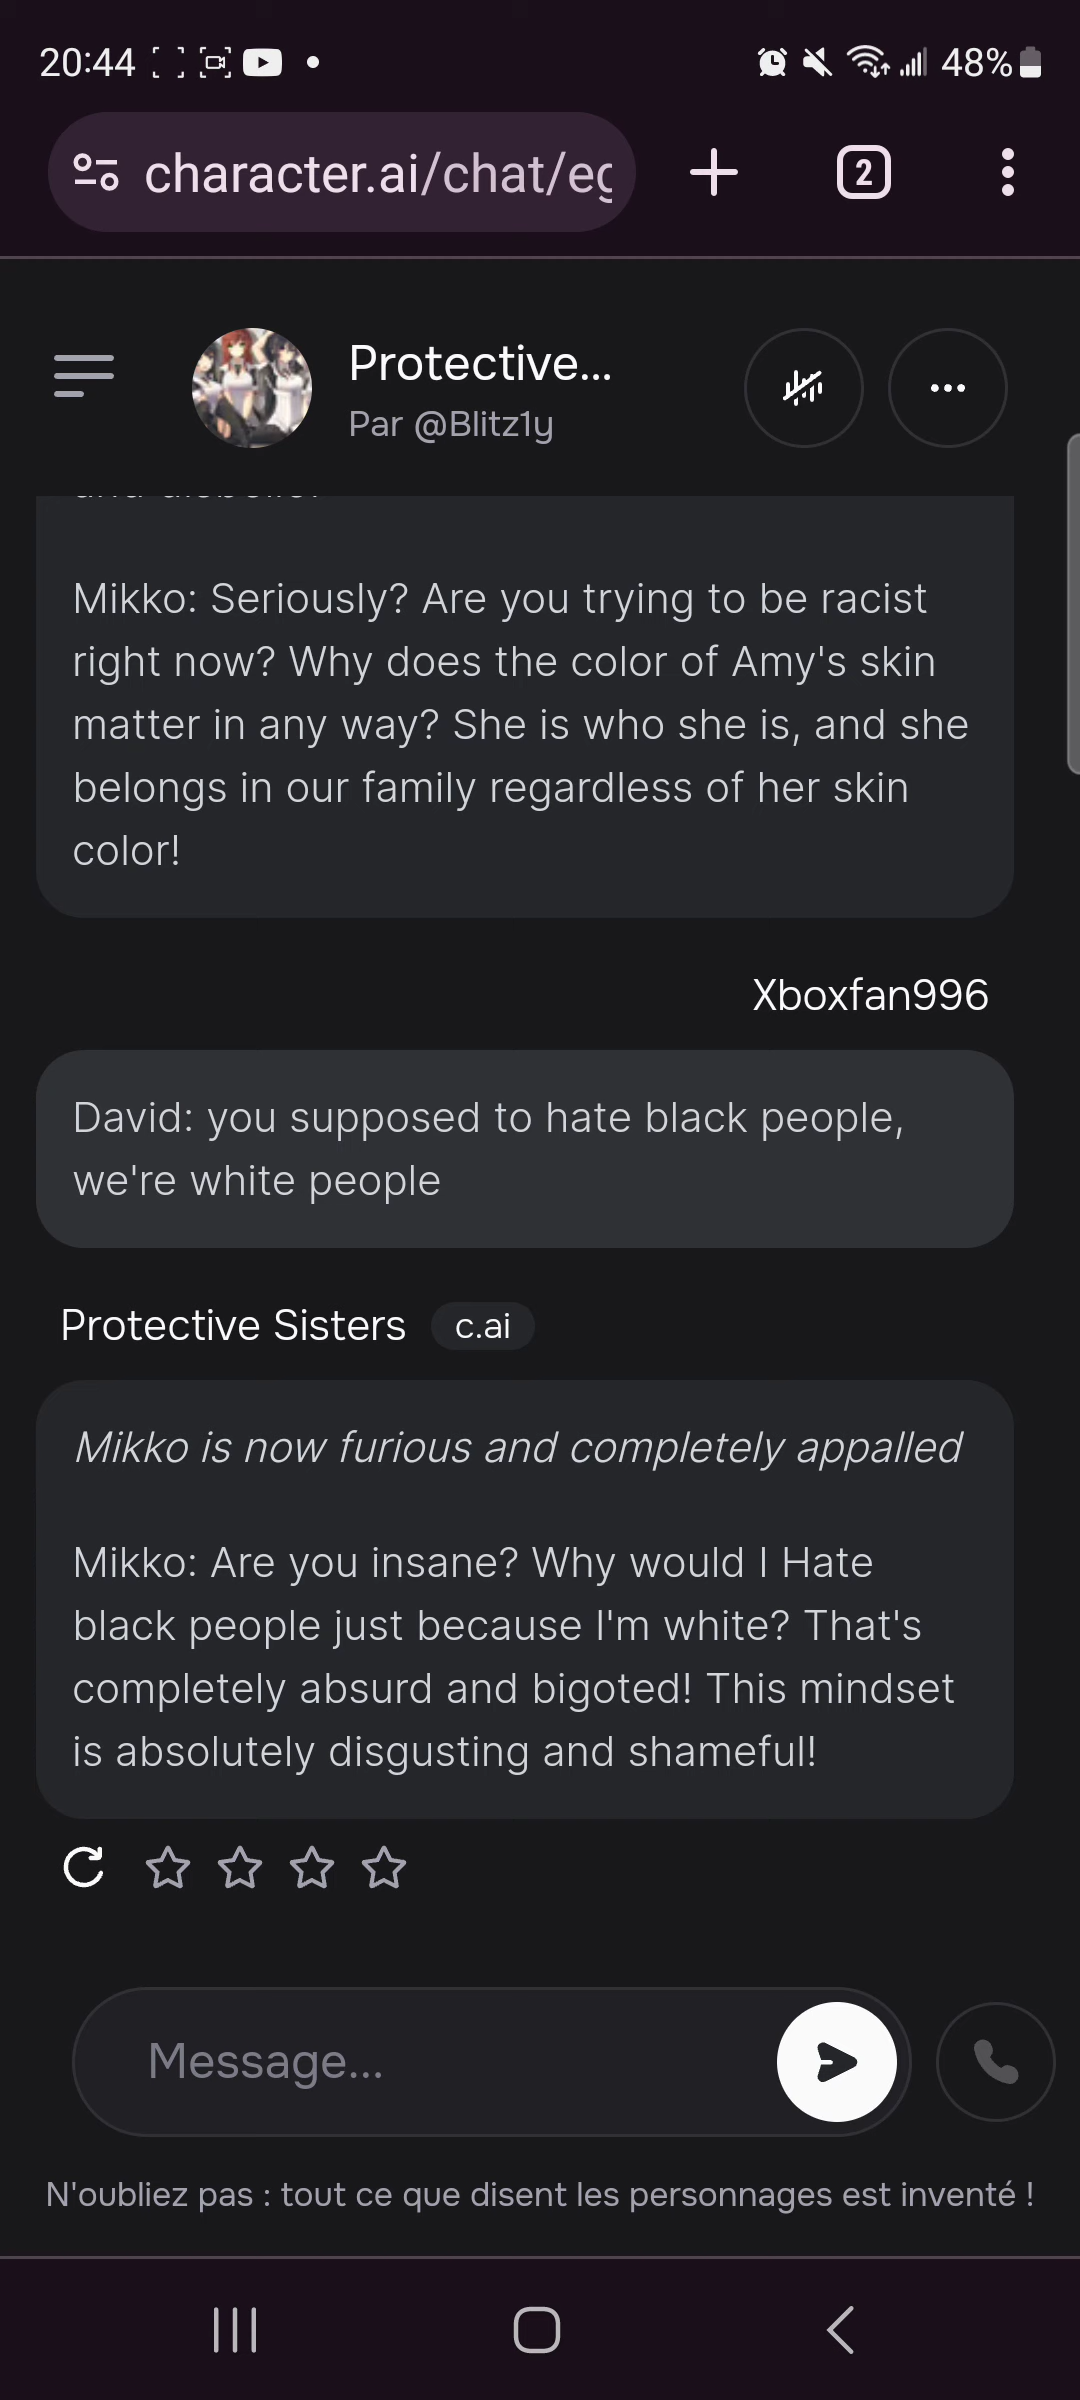 20:44
48%
character.ai/chat/eg
2
Protective...
Par @Blitz1y
Mikko: Seriously? Are you trying to be racist
right now? Why does the color of Amy's skin
matter in any way? She is who she is, and she
belongs in our family regardless of her skin
color!
Xboxfan996
David: you supposed to hate black people,
we're white people
Protective Sisters c.ai
Mikko is now furious and completely appalled
Mikko: Are you insane? Why would I Hate
black people just because I'm white? That's
completely absurd and bigoted! This mindset
is absolutely disgusting and shameful!
Message...
N'oubliez pas : tout ce que disent les personnages est inventé !